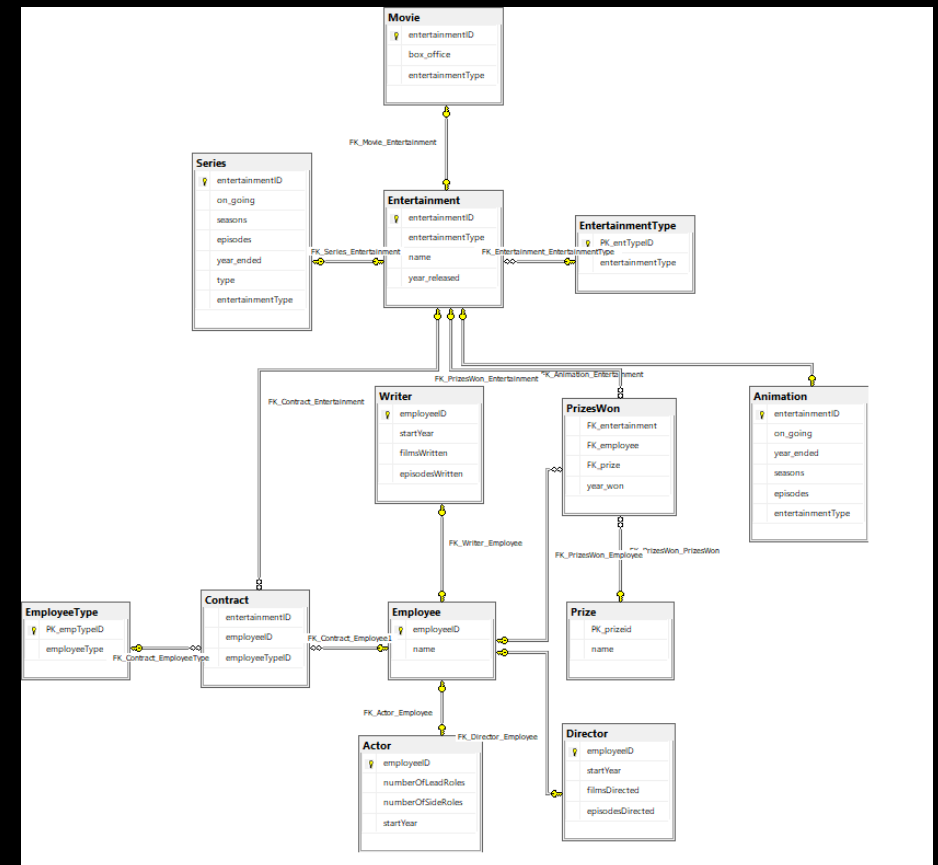 Movie
entertainmentID
box_office
entertainmentType
FK_Movie_Entertainment
Series
entertainmentID
on_going
seasons
episodes
year_ended
type
entertainmentType
FK_Series_Entertainment
Entertainment
entertainmentID
entertainmentType
name
year_released
FK_Entertainment_EntertainmentType
EntertainmentType
PK_entTypeID
entertainmentType
FK_Contract_Entertainment
FK_PrizesWon_Entertainment
FK_Animation_Entertainment
Writer
employeeID
startYear
filmsWritten
episodesWritten
PrizesWon
FK_entertainment
FK_employee
FK_prize
year_won
Animation
entertainmentID
on_going
year_ended
seasons
episodes
entertainmentType
FK_Writer_Employee
FK_PrizesWon_Employee
PrizesWon_PrizesWon
EmployeeType
PK_empTypeID
employeeType
FK_Contract_EmployeeType
Contract
entertainmentID
employeeID
employeeTypeID
FK_Contract_Employee1
Employee
employeeID
name
Prize
PK_prizeid
name
FK_Actor_Employee
FK_Director_Employee
Actor
employeeID
numberOfLeadRoles
numberOfSideRoles
startYear
Director
employeeID
startYear
filmsDirected
episodesDirected